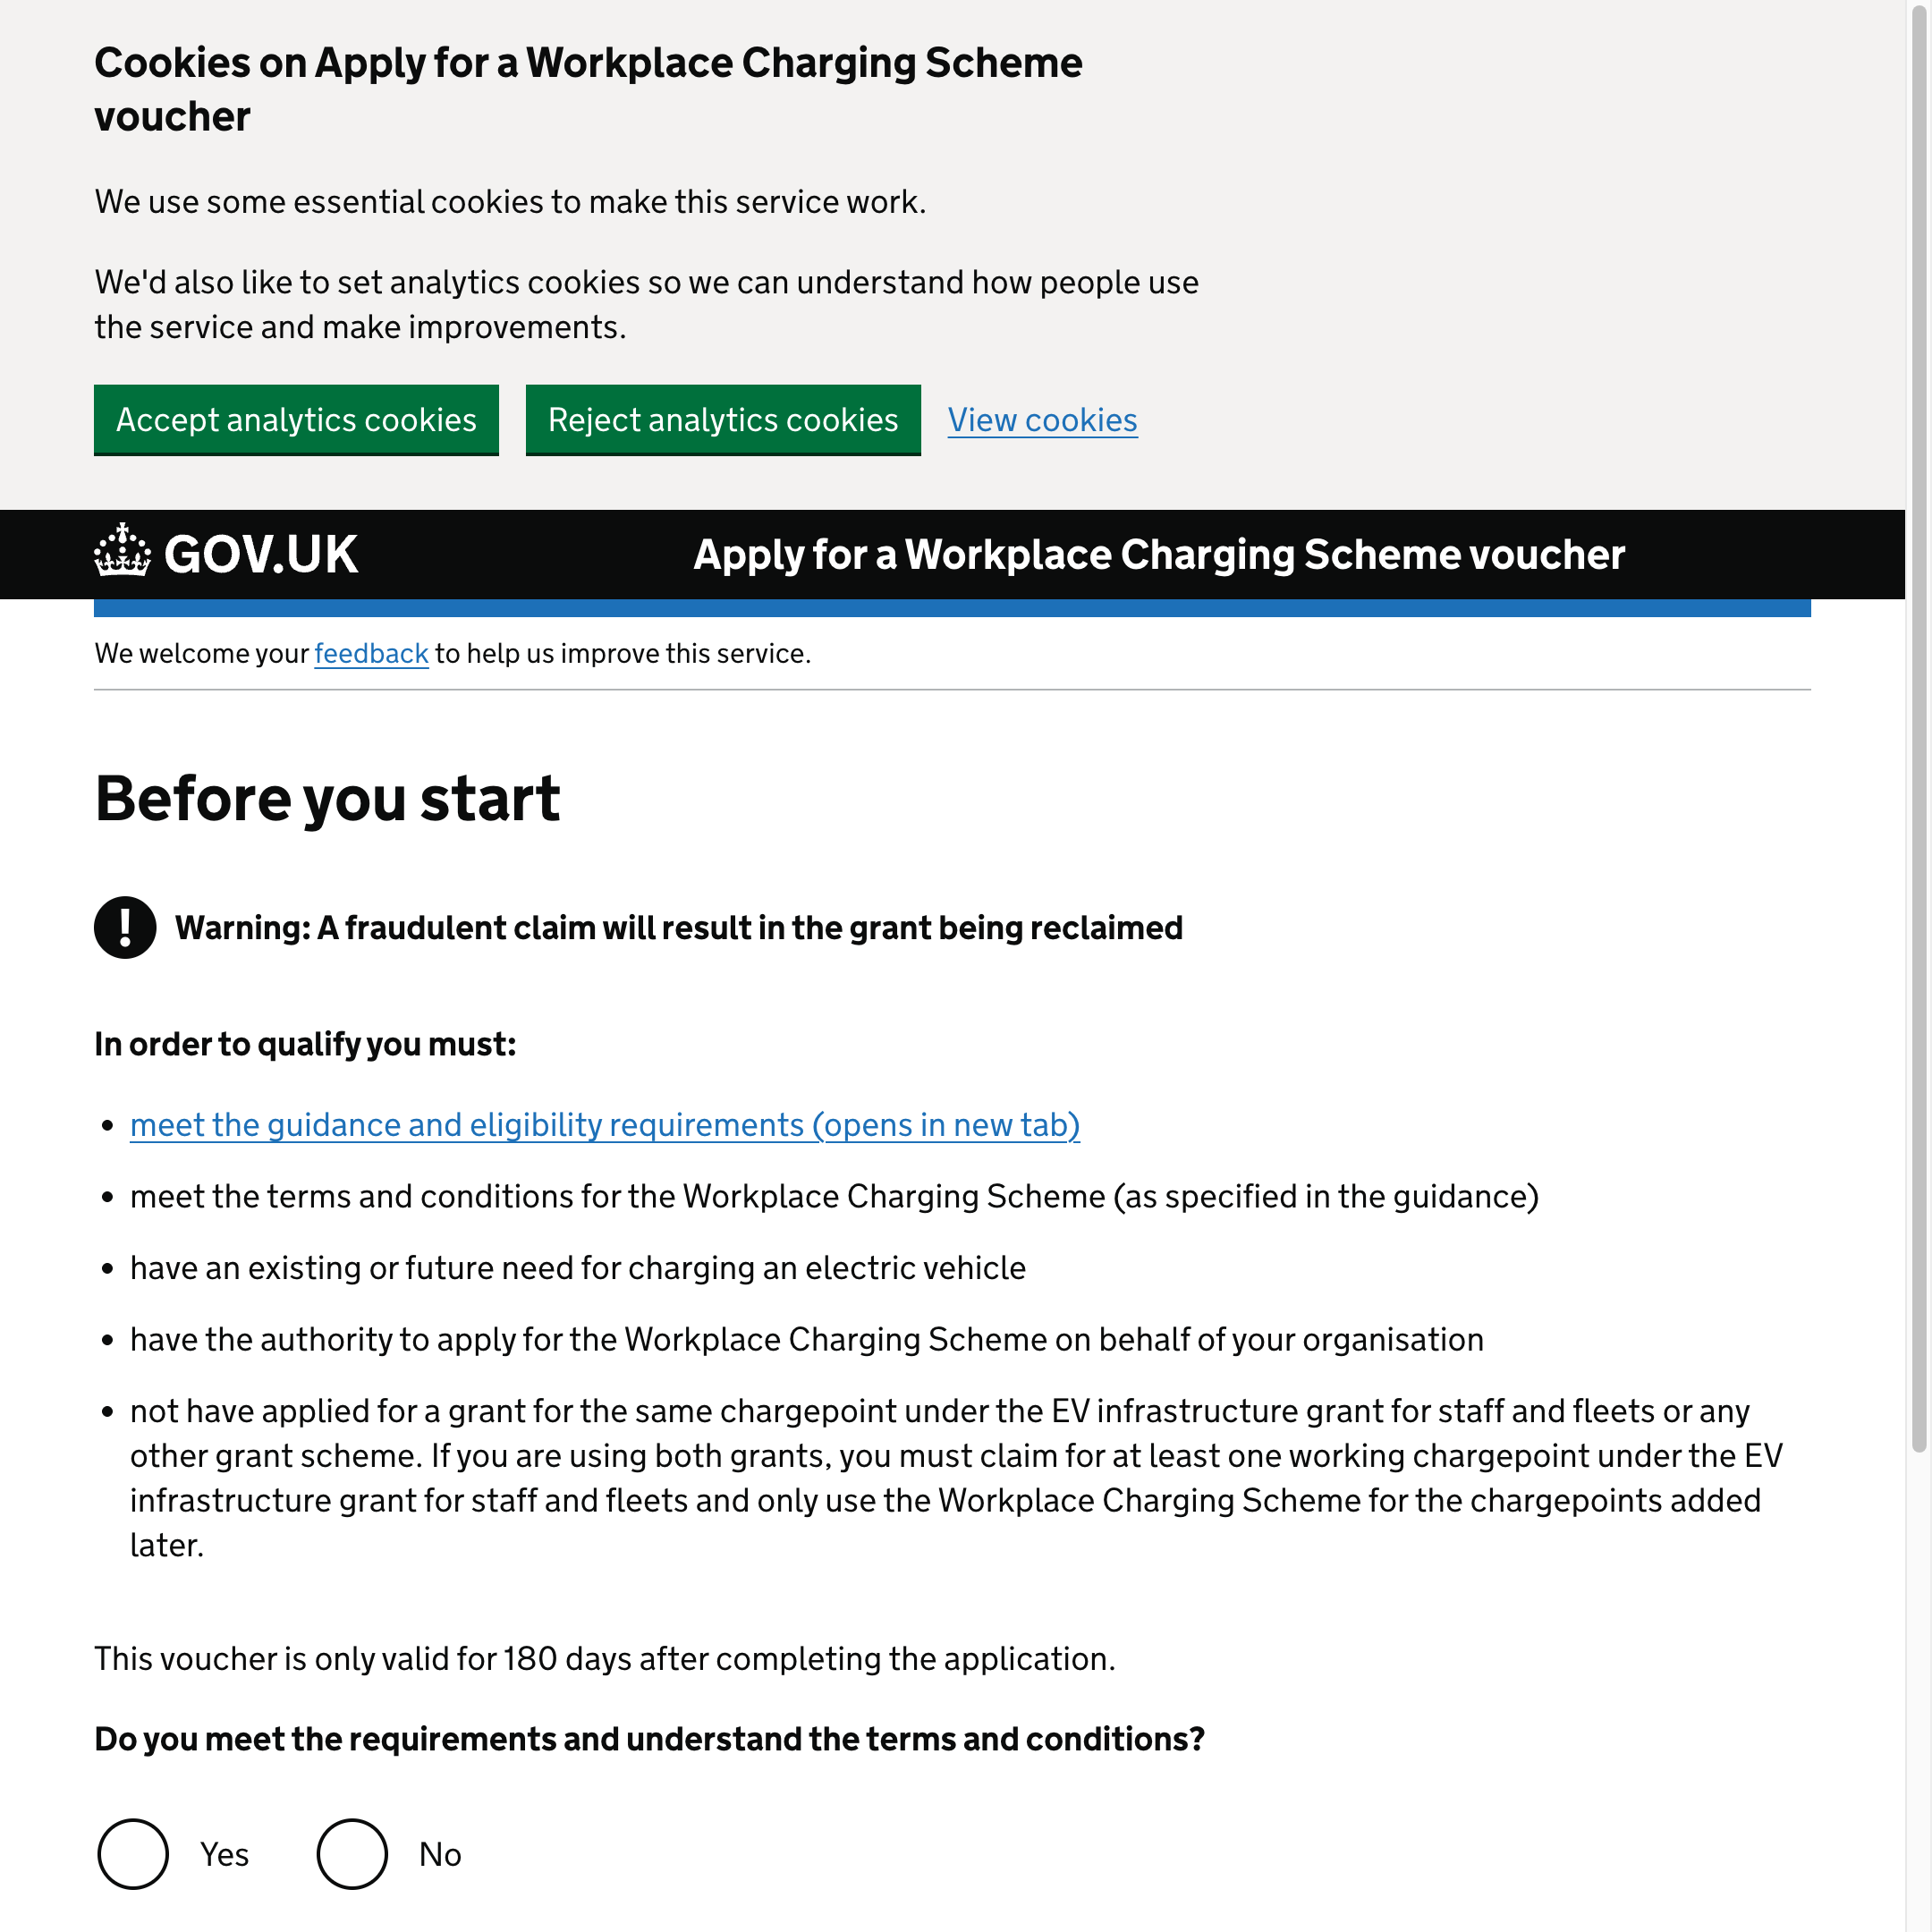 Cookies on Apply for a Workplace Charging Scheme
voucher
We use some essential cookies to make this service work.
We'd also like to set analytics cookies so we can understand how people use
the service and make improvements.
Accept analytics cookies
Reject analytics cookies
View cookies
GOV.UK
Apply for a Workplace Charging Scheme voucher
We welcome your feedback to help us improve this service.
Before you start
! Warning: A fraudulent claim will result in the grant being reclaimed
In order to qualify you must:
• meet the guidance and eligibility requirements (opens in new tab)
• meet the terms and conditions for the Workplace Charging Scheme (as specified in the guidance)
• have an existing or future need for charging an electric vehicle
• have the authority to apply for the Workplace Charging Scheme on behalf of your organisation
• not have applied for a grant for the same chargepoint under the EV infrastructure grant for staff and fleets or any
other grant scheme. If you are using both grants, you must claim for at least one working chargepoint under the EV
infrastructure grant for staff and fleets and only use the Workplace Charging Scheme for the chargepoints added
later.
This voucher is only valid for 180 days after completing the application.
Do you meet the requirements and understand the terms and conditions?
Yes
No